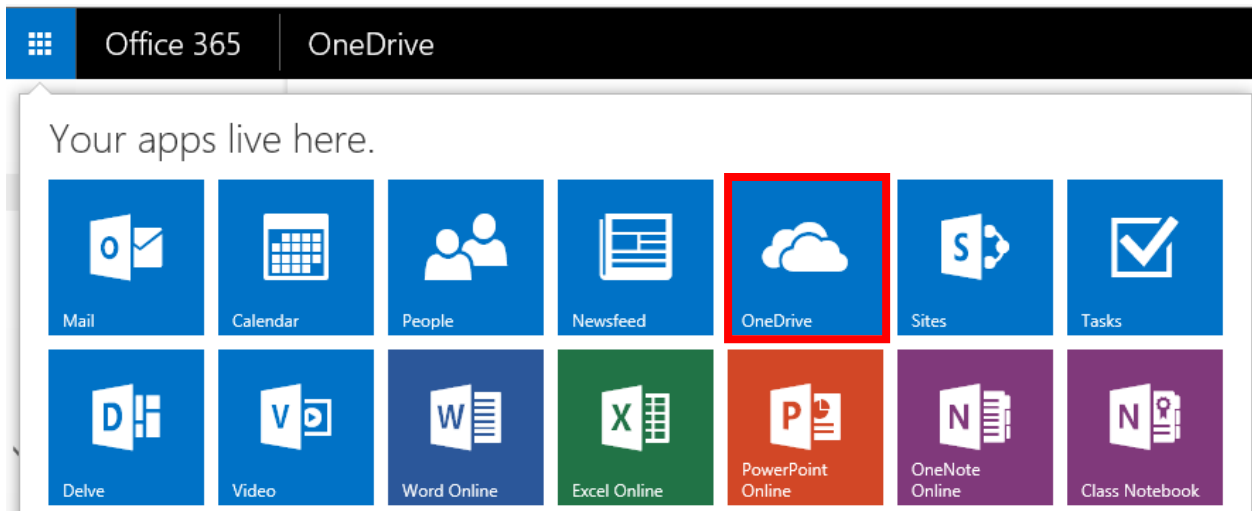 Office 365 OneDrive
Your apps live here.
O
S
Mail Calendar People Newsfeed OneDrive Sites Tasks
D V W X P N N
Delve Video Word Online Excel Online PowerPoint Online OneNote Online Class Notebook